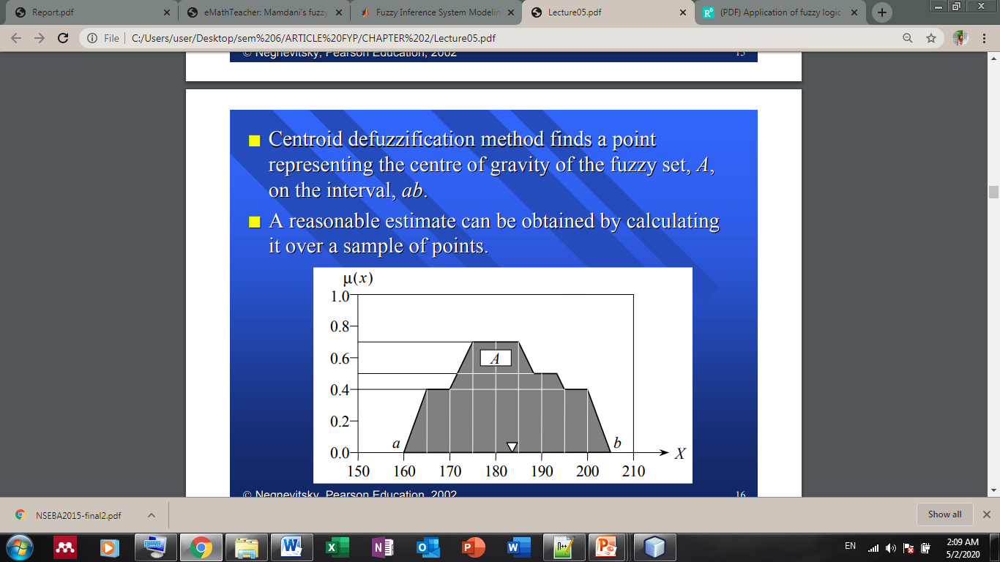 Report.pdf
eMathTeacher: Mamdani's fuzzy
Fuzzy Inference System Modelin
Lecture05.pdf
(PDF) Application of fuzzy logic
File | C:/Users/user/Desktop/sem%206/ARTICLE%20FYP/CHAPTER%202/Lecture05.pdf
© Negnevitsky, Pearson Education, 2002 15
Centroid defuzzification method finds a point
representing the centre of gravity of the fuzzy set, A,
on the interval, ab.
A reasonable estimate can be obtained by calculating
it over a sample of points.
μ(x)
1.0
0.8
0.6
A
0.4
0.2
a
b
0.0
X
150 160 170 180 190 200 210
© Negnevitsky, Pearson Education, 2002 16
NSEBA2015-final2.pdf
Show all
EN
2:09 AM
5/2/2020